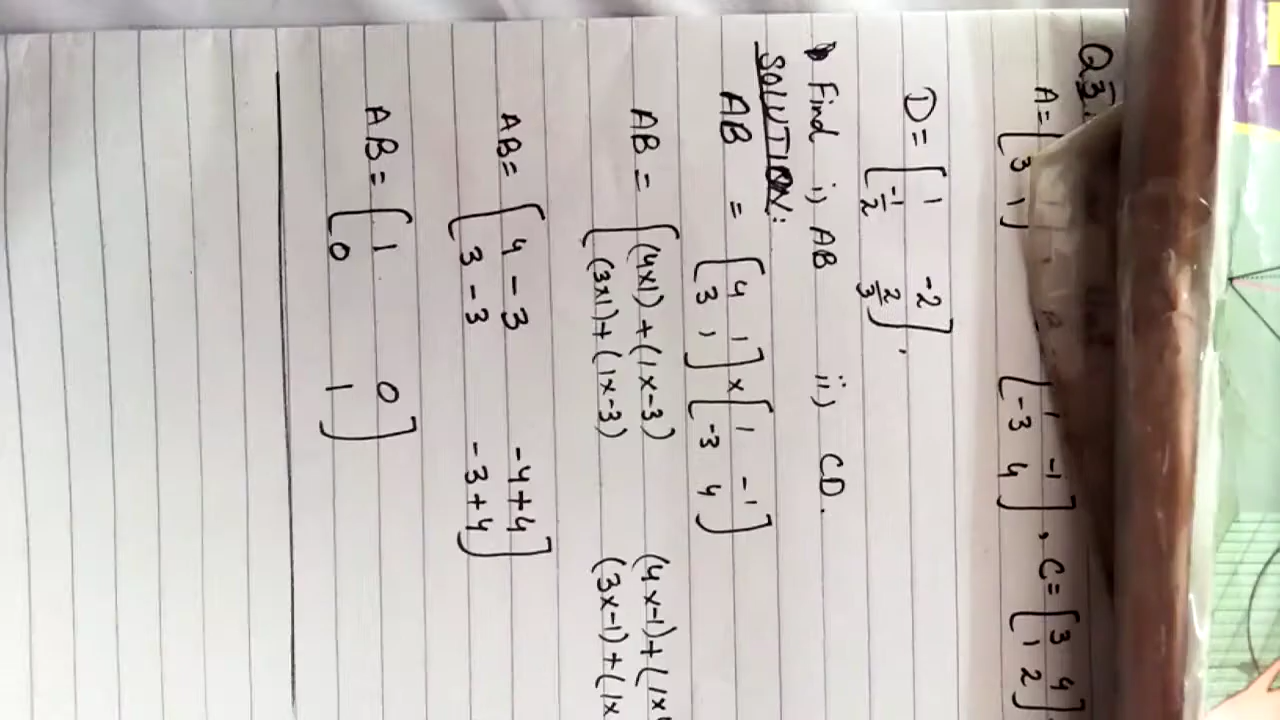 Q3.
A = [ 3 1 ] [ 1 -1 -3 4 ] , C = [ 3 4 1 2 ]
D = [ 1 -2 -1/2 2/3 ] ,
Find i) AB ii) CD.
SOLUTION:
AB = [ 4 1 3 1 ] × [ 1 -1 -3 4 ]
AB = [ (4x1) + (1x-3) (4x-1) + (1x
(3x1) + (1x-3) (3x-1) + (1x
AB = [ 4 - 3 -4+4
3 - 3 -3+4 ]
AB = [ 1 0
0 1 ]